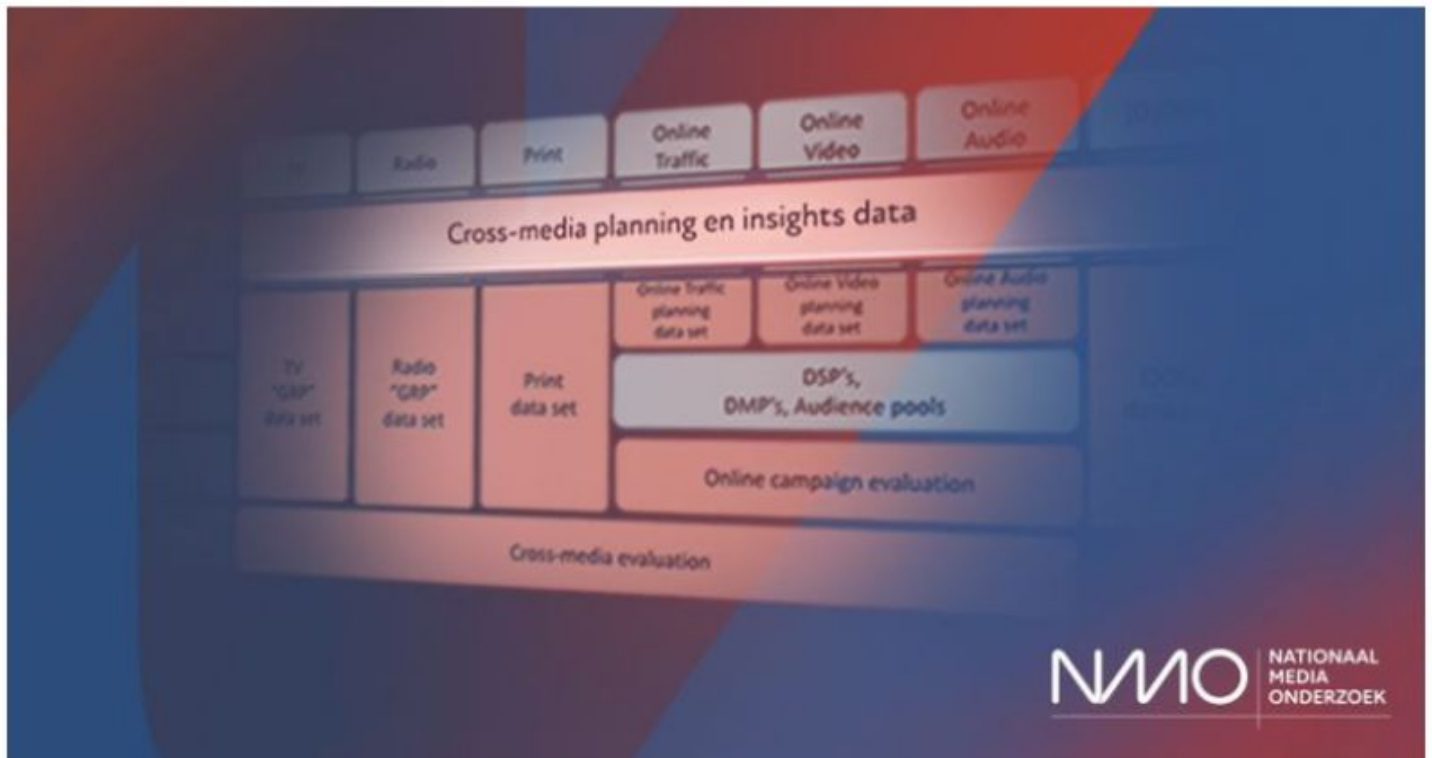 TV
Radio
Print
Online
Traffic
Online
Video
Online
Audio
Cross-media planning en insights data
TV
"GRP"
data set
Radio
"GRP"
data set
Print
data set
Online Traffic
planning
data set
Online Video
planning
data set
Online Audio
planning
data set
DSP's,
DMP's, Audience pools
Online campaign evaluation
Cross-media evaluation
NMO
NATIONAAL
MEDIA
ONDERZOEK